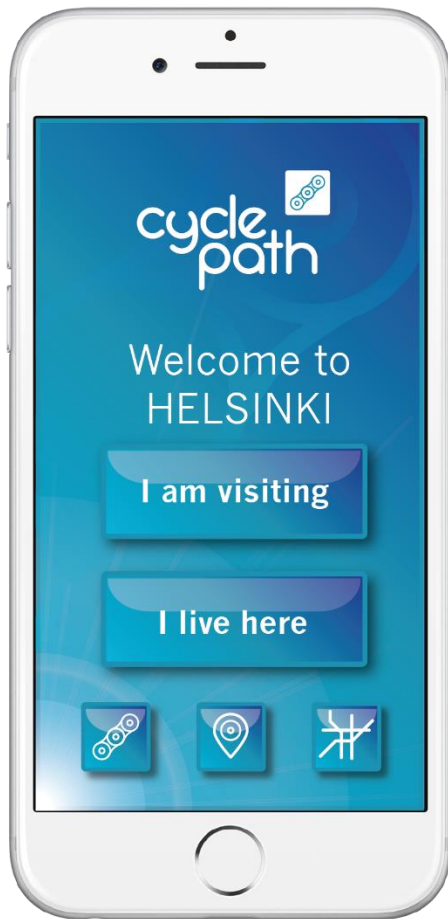 cycle
path
Welcome to
HELSINKI
I am visiting
I live here